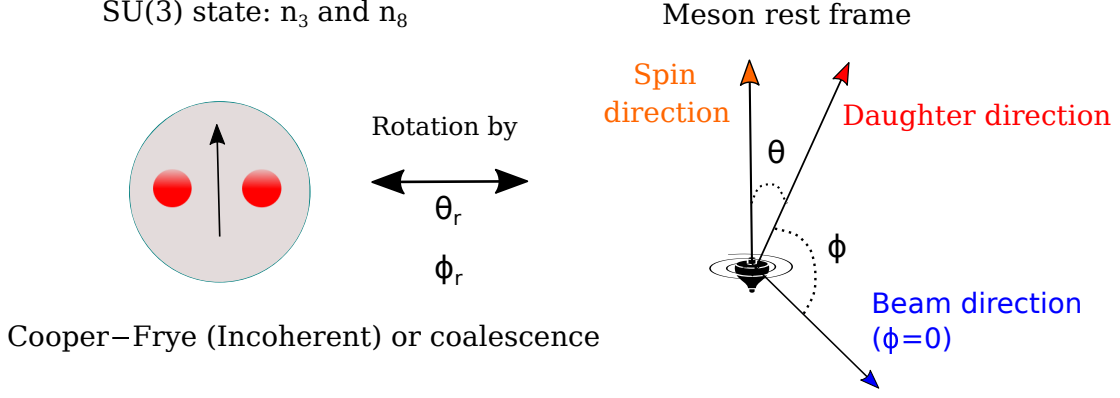 SU(3) state: n₃ and n₈
Meson rest frame
Spin
direction
Daughter direction
Rotation by
θ
θᵣ
ϕ
ϕᵣ
Beam direction
(ϕ=0)
Cooper−Frye (Incoherent) or coalescence